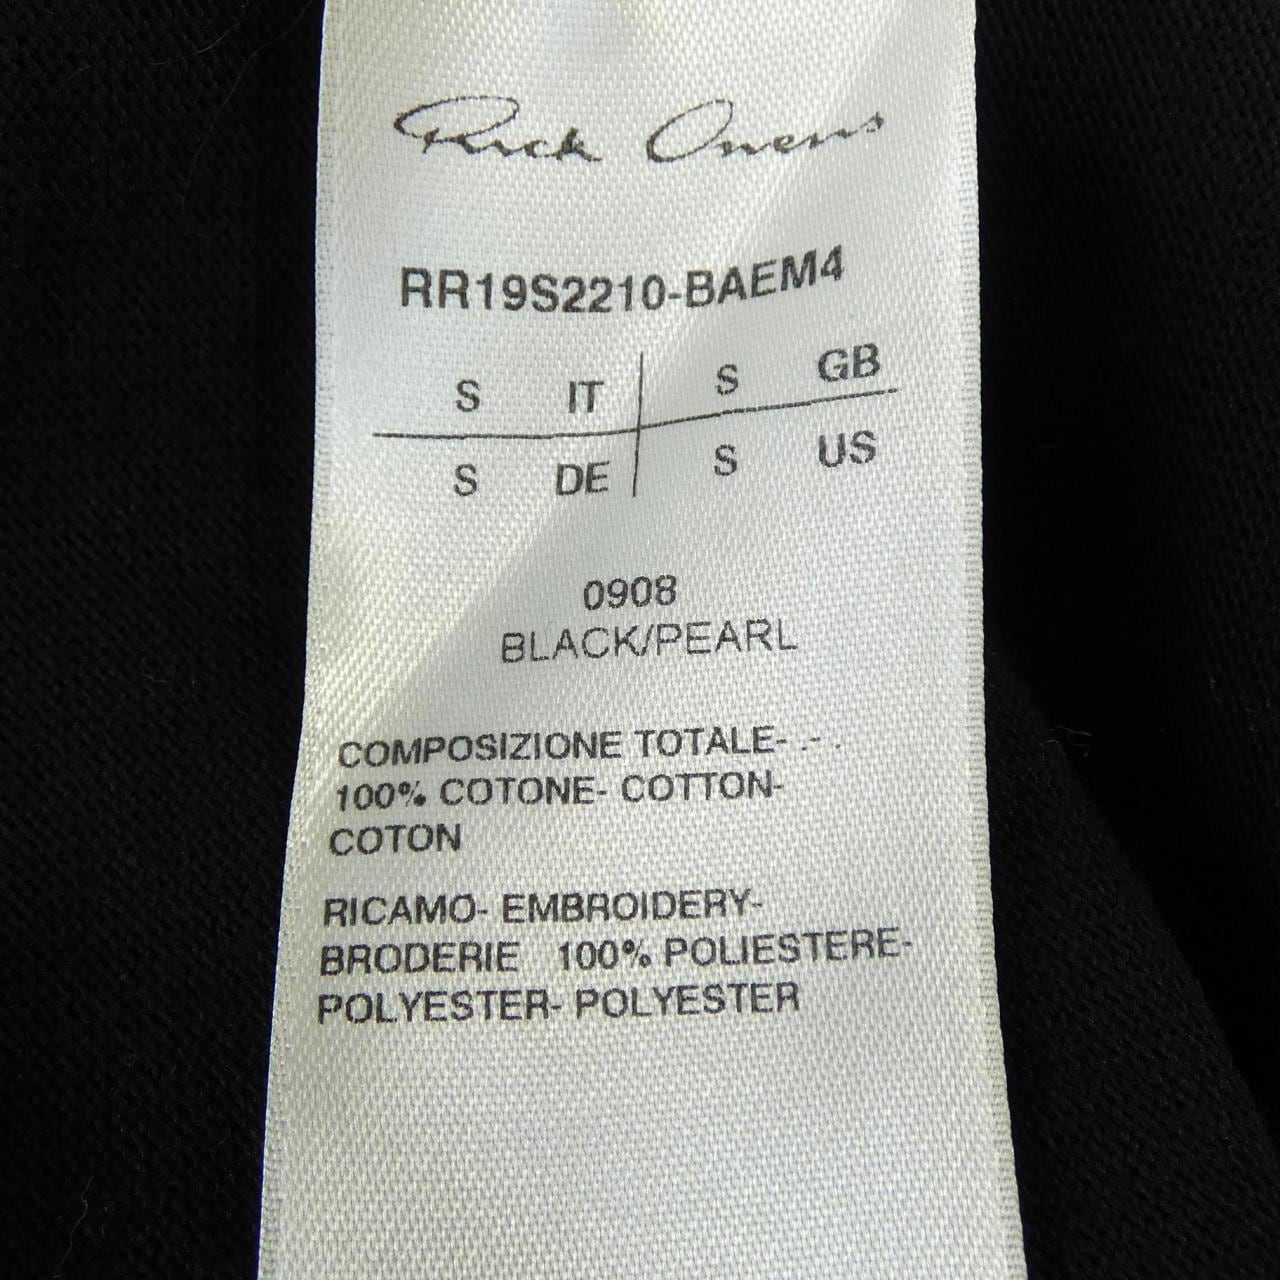 Rick Owens
RR19S2210-BAEM4
S IT S GB
S DE S US
0908
BLACK/PEARL
COMPOSIZIONE TOTALE- .- .
100% COTONE- COTTON-
COTON
RICAMO- EMBROIDERY-
BRODERIE 100% POLIESTERE-
POLYESTER- POLYESTER